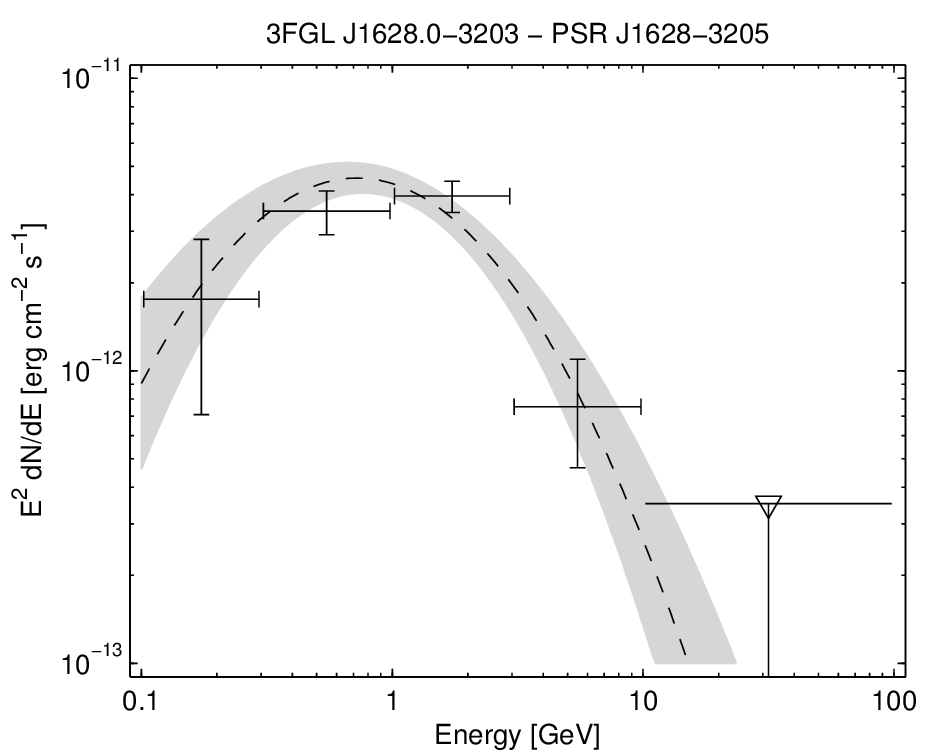 3FGL J1628.0−3203 − PSR J1628−3205
E² dN/dE [erg cm⁻² s⁻¹]
10⁻¹¹
10⁻¹²
10⁻¹³
0.1 1 10 100
Energy [GeV]